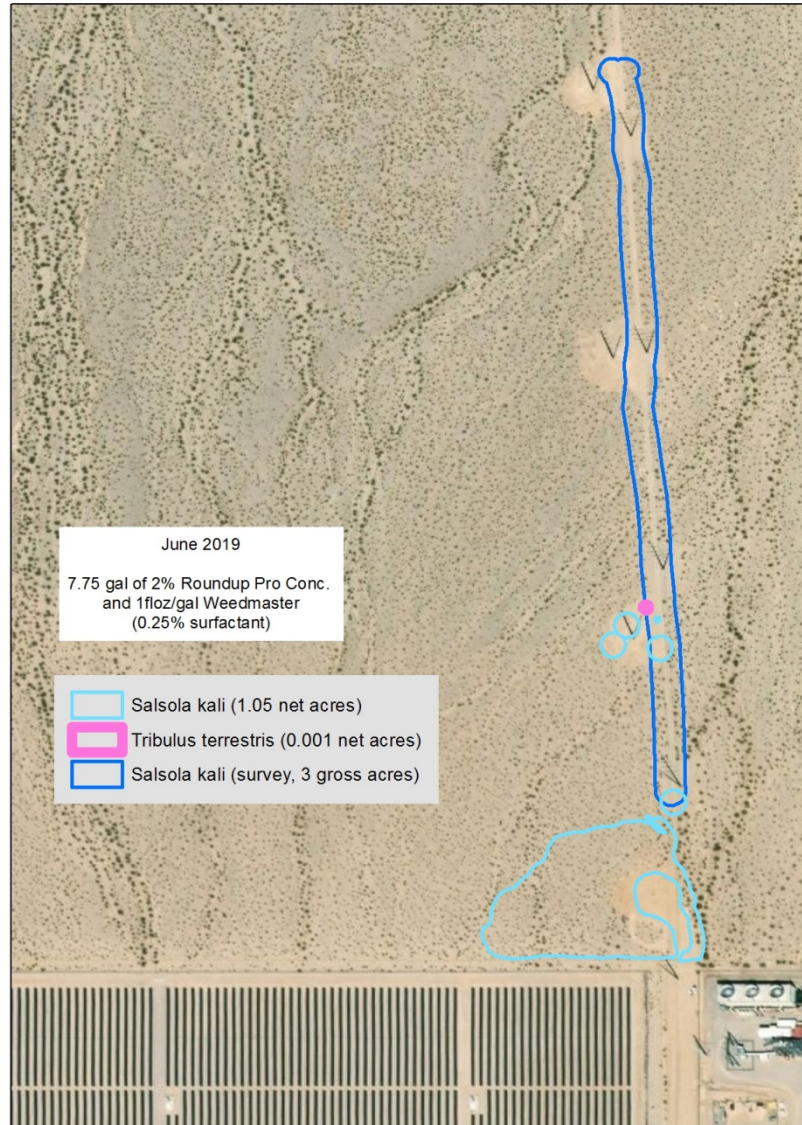 June 2019
7.75 gal of 2% Roundup Pro Conc.
and 1floz/gal Weedmaster
(0.25% surfactant)
Salsola kali (1.05 net acres)
Tribulus terrestris (0.001 net acres)
Salsola kali (survey, 3 gross acres)